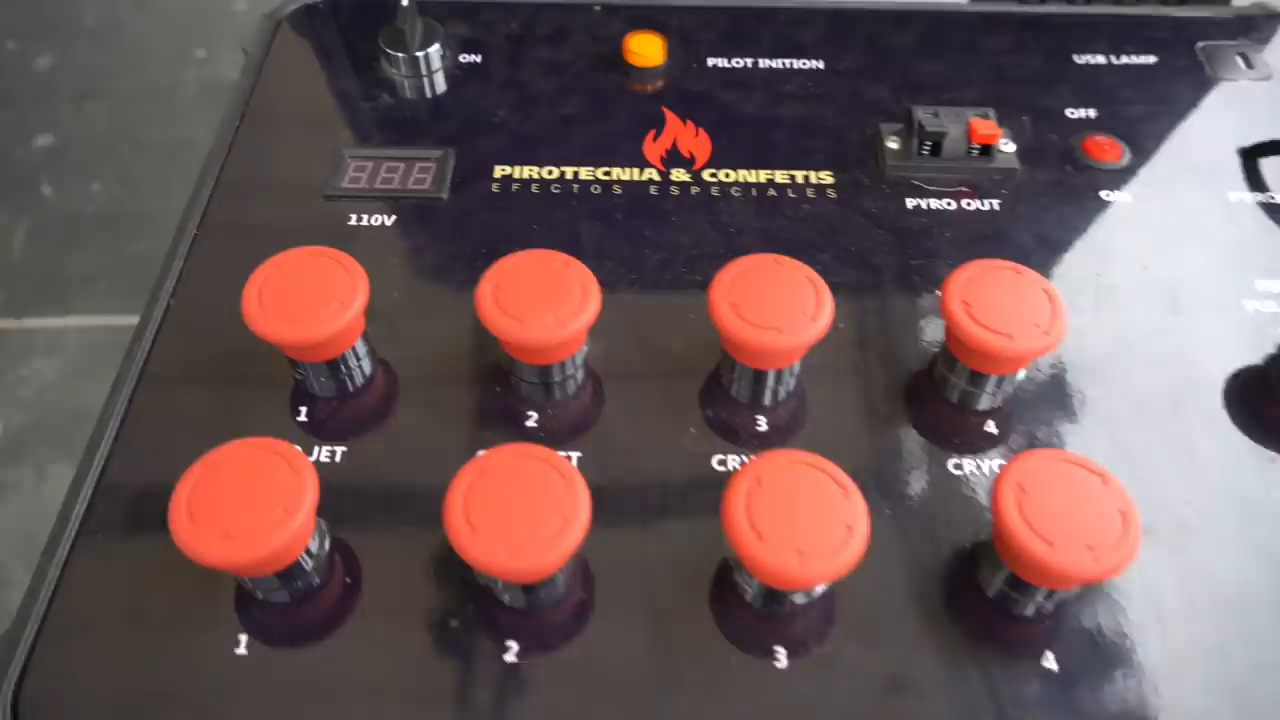 ON
PILOT INITION
USB LAMP
OFF
PIROTECNIA & CONFETIS
EFECTOS ESPECIALES
PYRO OUT
110V
1
2
3
4
JET
1
2
3
4